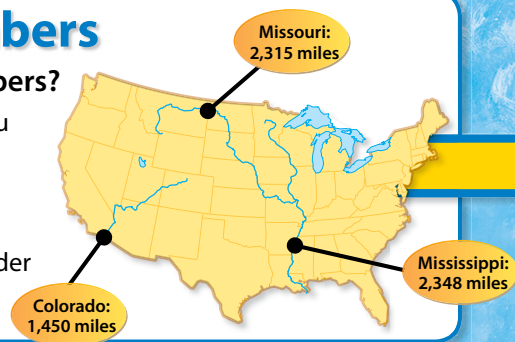 bers
bers?
u
der
Missouri:
2,315 miles
Mississippi:
2,348 miles
Colorado:
1,450 miles